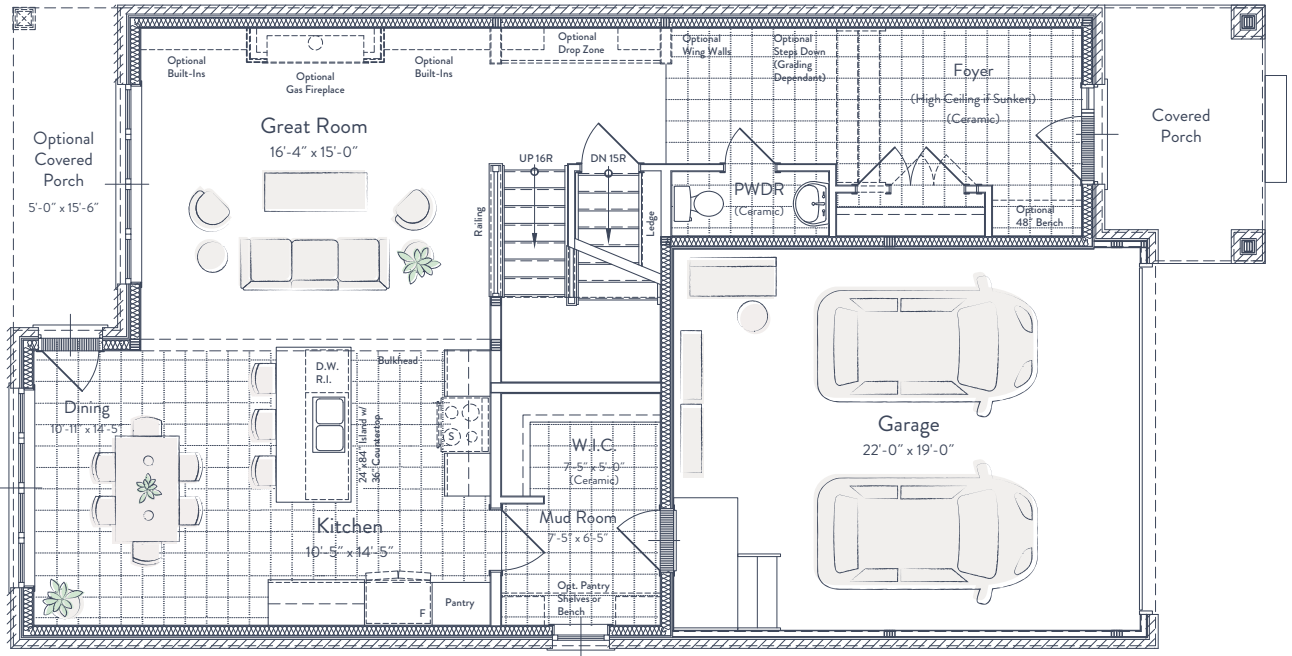 Optional
Built-Ins
Optional
Gas Fireplace
Optional
Built-Ins
Optional
Drop Zone
Optional
Wing Walls
Optional
Steps Down
(Grading
Dependant)
Foyer
(High Ceiling if Sunken)
(Ceramic)
Covered
Porch
Optional
Covered
Porch
5'-0" x 15'-6"
Great Room
16'-4" x 15'-0"
UP 16R
DN 15R
Railing
Ledge
PWDR
(Ceramic)
Optional
48" Bench
D.W.
R.I.
Bulkhead
Dining
10'-11" x 14'-5"
24"x84" Island w/
36" Countertop
S
W.I.C.
7'-5" x 5'-0"
(Ceramic)
Garage
22'-0" x 19'-0"
Kitchen
10'-5" x 14'-5"
Mud Room
7'-5" x 6'-5"
Opt. Pantry
Shelves or
Bench
F
Pantry